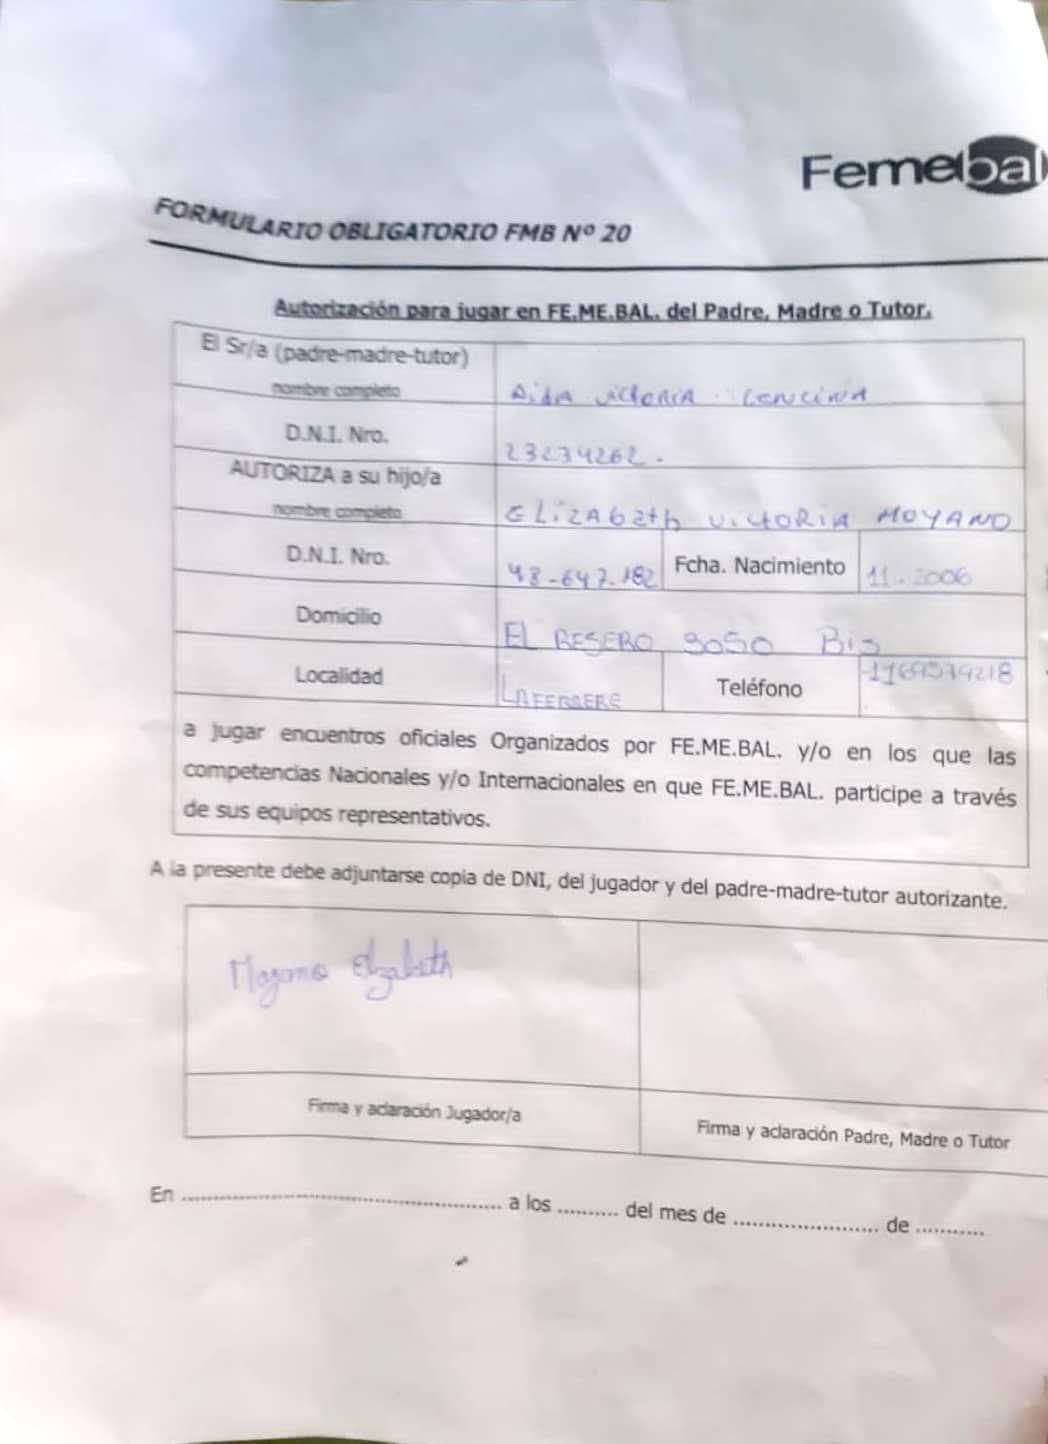 Femebal
FORMULARIO OBLIGATORIO FMB Nº 20
Autorización para jugar en FE.ME.BAL. del Padre, Madre o Tutor.
El Sr/a (padre-madre-tutor)
nombre completo Aida victoria
D.N.I. Nro. 23234262.
AUTORIZA a su hijo/a
nombre completo ELizAbeth VictoRiA MOYANO
D.N.I. Nro. 48-647.182 Fcha. Nacimiento 11.2006
Domicilio EL RESERO 9050 Bis
Localidad LAFERRERE Teléfono
a jugar encuentros oficiales Organizados por FE.ME.BAL. y/o en los que las
competencias Nacionales y/o Internacionales en que FE.ME.BAL. participe a través
de sus equipos representativos.
A la presente debe adjuntarse copia de DNI, del jugador y del padre-madre-tutor autorizante.
Moyano Elizabeth
Firma y aclaración Jugador/a Firma y aclaración Padre, Madre o Tutor
En .................................................... a los .......... del mes de ....................... de ...........